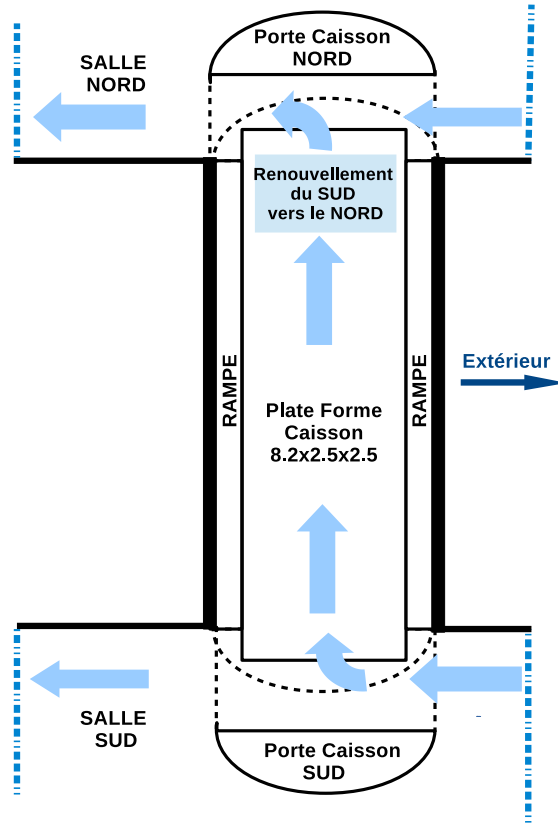 Porte Caisson
NORD
SALLE
NORD
Renouvellement
du SUD
vers le NORD
RAMPE
RAMPE
Extérieur
Plate Forme
Caisson
8.2x2.5x2.5
SALLE
SUD
Porte Caisson
SUD